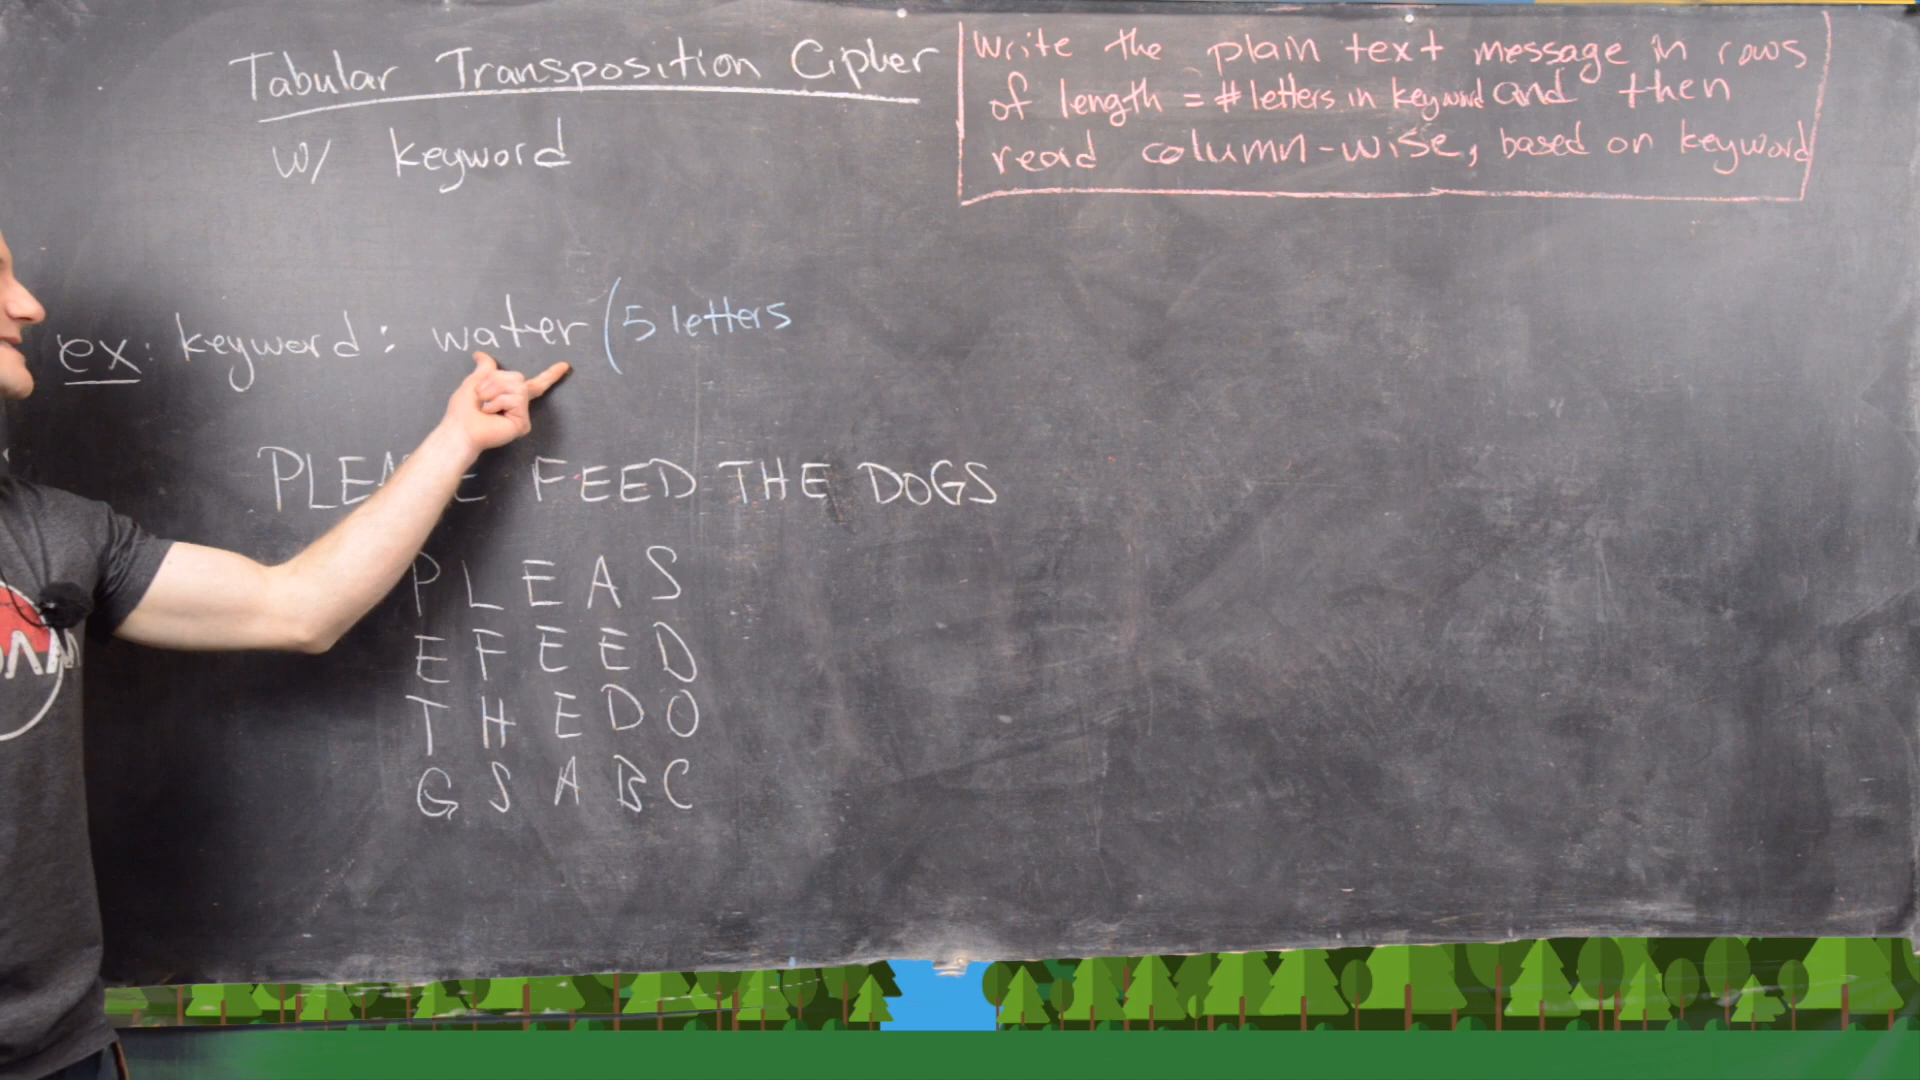 Tabular Transposition Cipher
w/ keyword
Write the plain text message in rows
of length = # letters in keyword and then
read column-wise, based on keyword
ex: keyword: water (5 letters
FEED THE DOGS
P L E A S
E F E E D
T H E D O
G S A B C